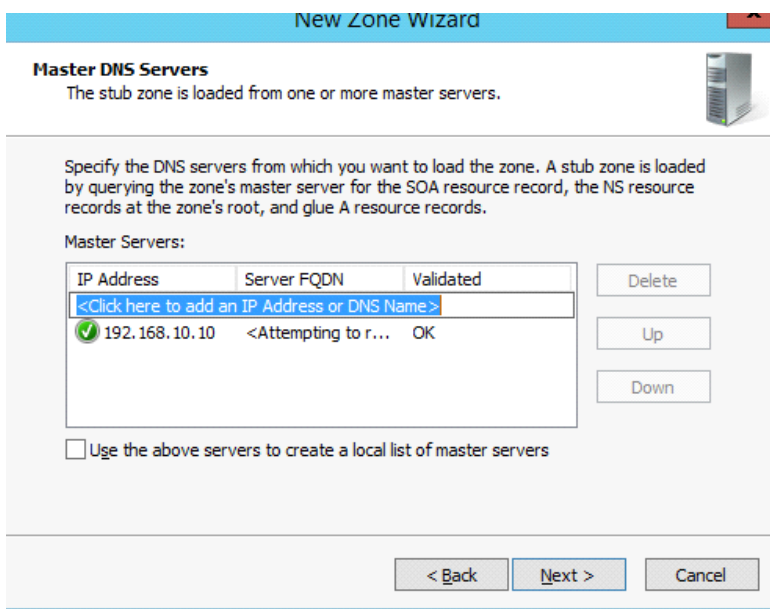 New Zone Wizard
Master DNS Servers
The stub zone is loaded from one or more master servers.
Specify the DNS servers from which you want to load the zone. A stub zone is loaded
by querying the zone's master server for the SOA resource record, the NS resource
records at the zone's root, and glue A resource records.
Master Servers:
IP Address Server FQDN Validated
<Click here to add an IP Address or DNS Name>
192.168.10.10 <Attempting to r... OK
Delete
Up
Down
Use the above servers to create a local list of master servers
< Back Next > Cancel